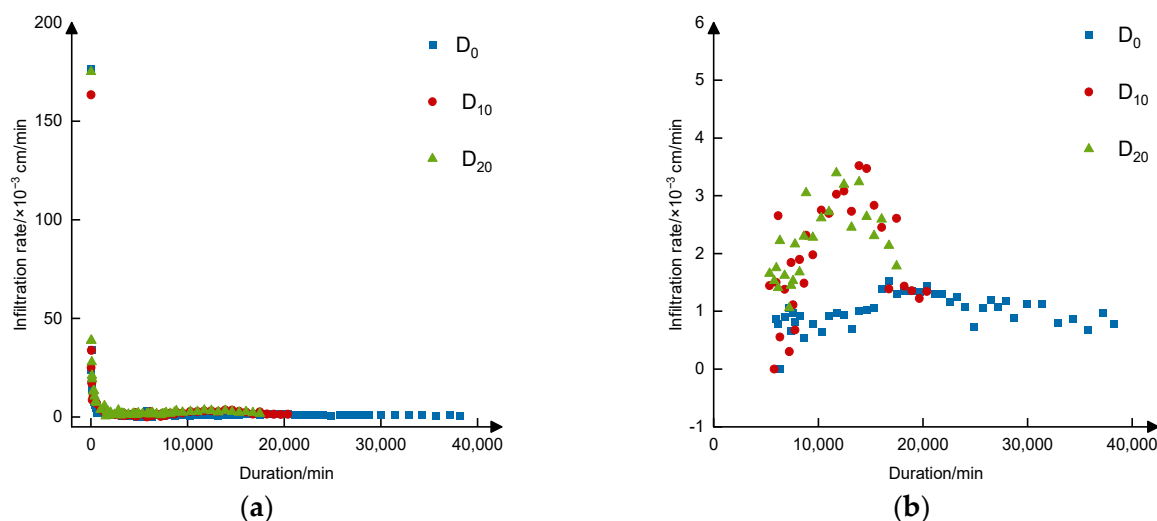 200
150
100
50
0
Infiltration rate/×10⁻³ cm/min
0
10,000
20,000
30,000
40,000
Duration/min
D₀
D₁₀
D₂₀
(a)
6
5
4
3
2
1
0
-1
Infiltration rate/×10⁻³ cm/min
0
10,000
20,000
30,000
40,000
Duration/min
D₀
D₁₀
D₂₀
(b)